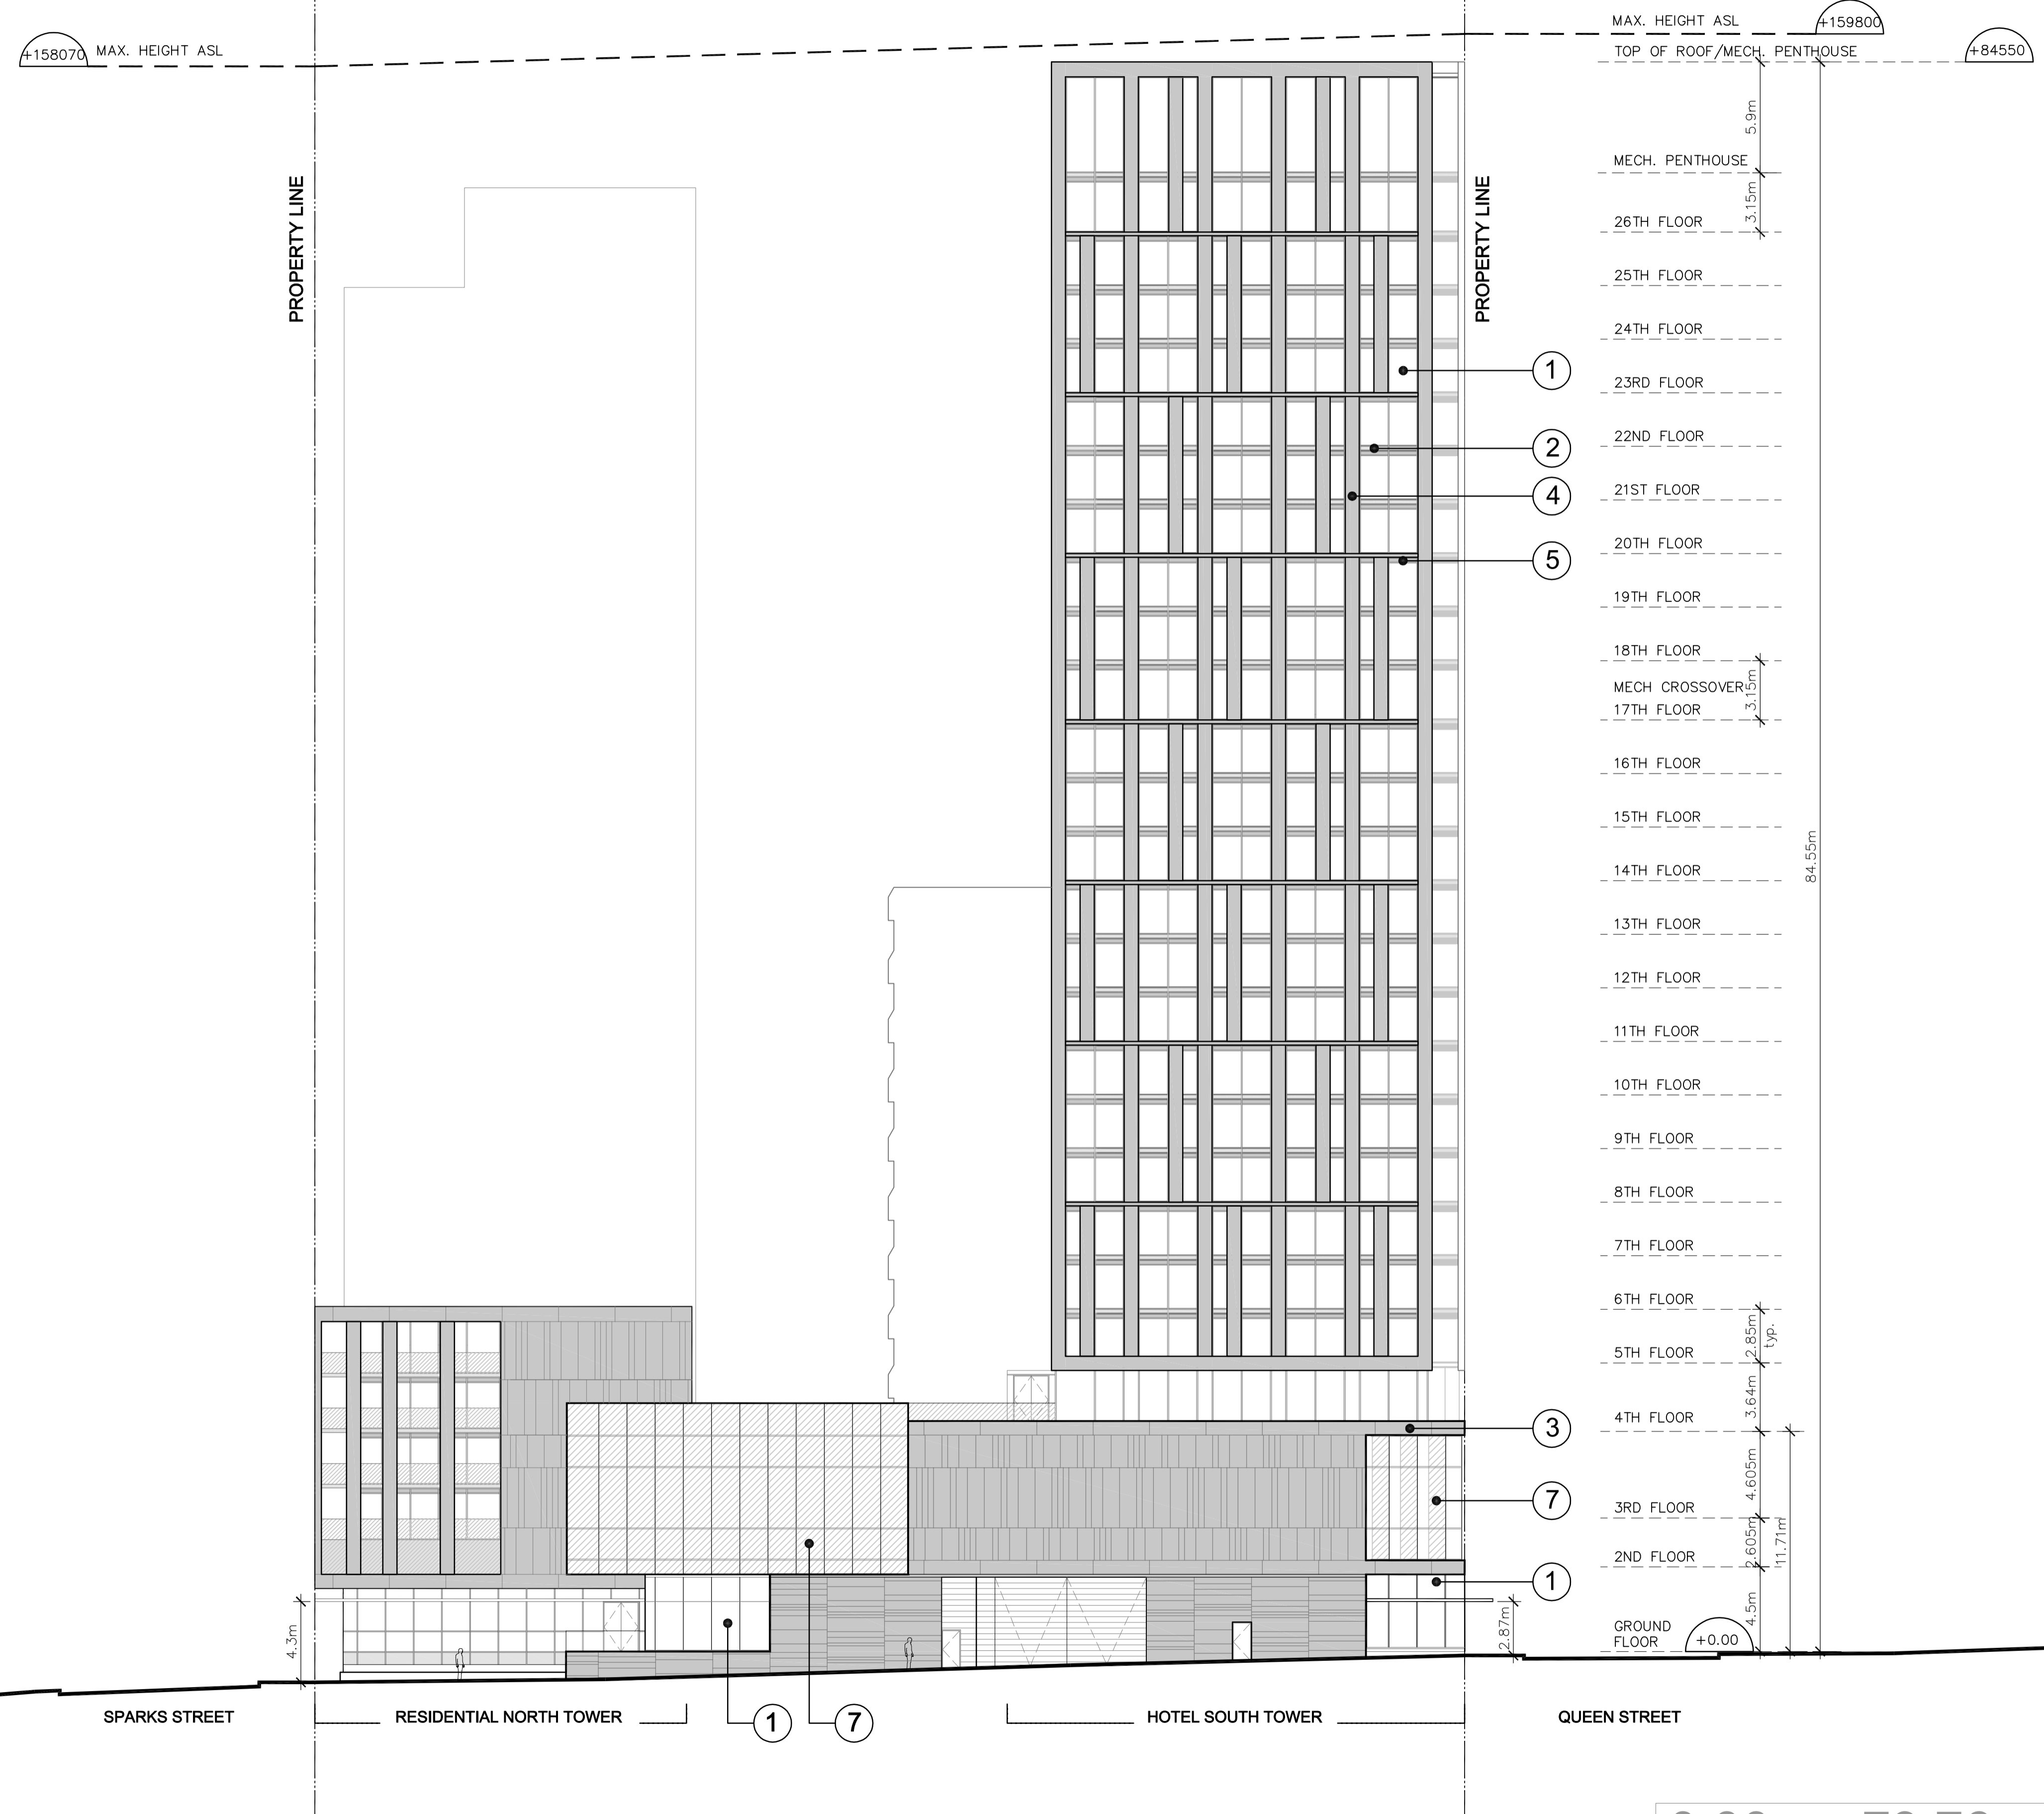 MAX. HEIGHT ASL
+159800
+158070
MAX. HEIGHT ASL
TOP OF ROOF/MECH. PENTHOUSE
+84550
5.9m
MECH. PENTHOUSE
3.15m
PROPERTY LINE
PROPERTY LINE
26TH FLOOR
25TH FLOOR
24TH FLOOR
1
23RD FLOOR
2
22ND FLOOR
4
21ST FLOOR
5
20TH FLOOR
19TH FLOOR
18TH FLOOR
MECH CROSSOVER
3.15m
17TH FLOOR
16TH FLOOR
15TH FLOOR
84.55m
14TH FLOOR
13TH FLOOR
12TH FLOOR
11TH FLOOR
10TH FLOOR
9TH FLOOR
8TH FLOOR
7TH FLOOR
6TH FLOOR
2.85m
typ.
5TH FLOOR
3.64m
3
4TH FLOOR
4.605m
7
3RD FLOOR
2.605m
11.71m
2ND FLOOR
1
4.5m
4.3m
2.87m
GROUND
FLOOR
+0.00
SPARKS STREET
RESIDENTIAL NORTH TOWER
1
7
HOTEL SOUTH TOWER
QUEEN STREET